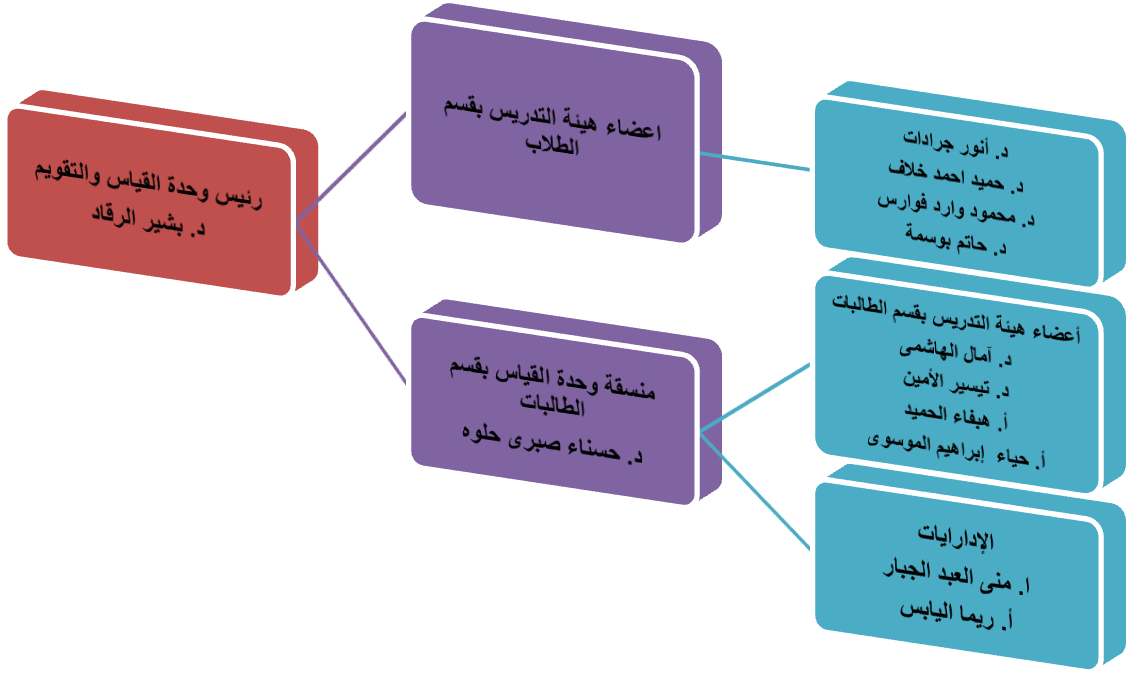 رئيس وحدة القياس والتقويم
د. بشير الرقاد
اعضاء هيئة التدريس بقسم
الطلاب
د. أنور جرادات
د. حميد احمد خلاف
د. محمود وارد فوارس
د. حاتم بوسمة
منسقة وحدة القياس بقسم
الطالبات
د. حسناء صبرى حلوه
أعضاء هيئة التدريس بقسم الطالبات
د. آمال الهاشمى
د. تيسير الأمين
أ. هيفاء الحميد
أ. حياء إبراهيم الموسوى
الإدارايات
ا. منى العبد الجبار
أ. ريما اليابس